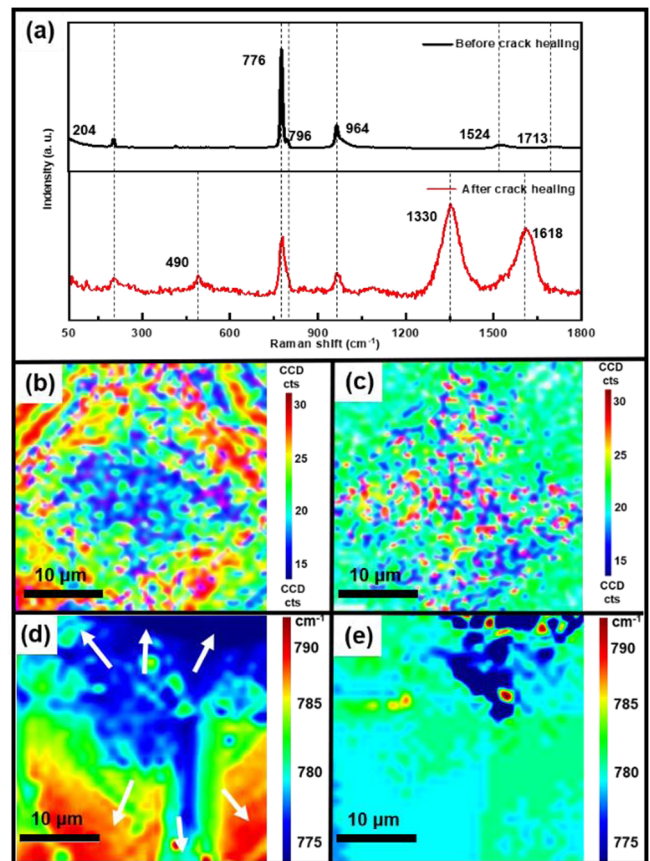 (a)
Before crack healing
776
204
796
964
1524
1713
Indensity (a. u.)
After crack healing
1330
490
1618
50 300 600 900 1200 1500 1800
Raman shift (cm-1)
(b)
CCD
cts
30
25
20
15
CCD
cts
10 µm
(c)
CCD
cts
30
25
20
15
CCD
cts
10 µm
(d)
cm-1
790
785
780
775
10 µm
(e)
cm-1
790
785
780
775
10 µm